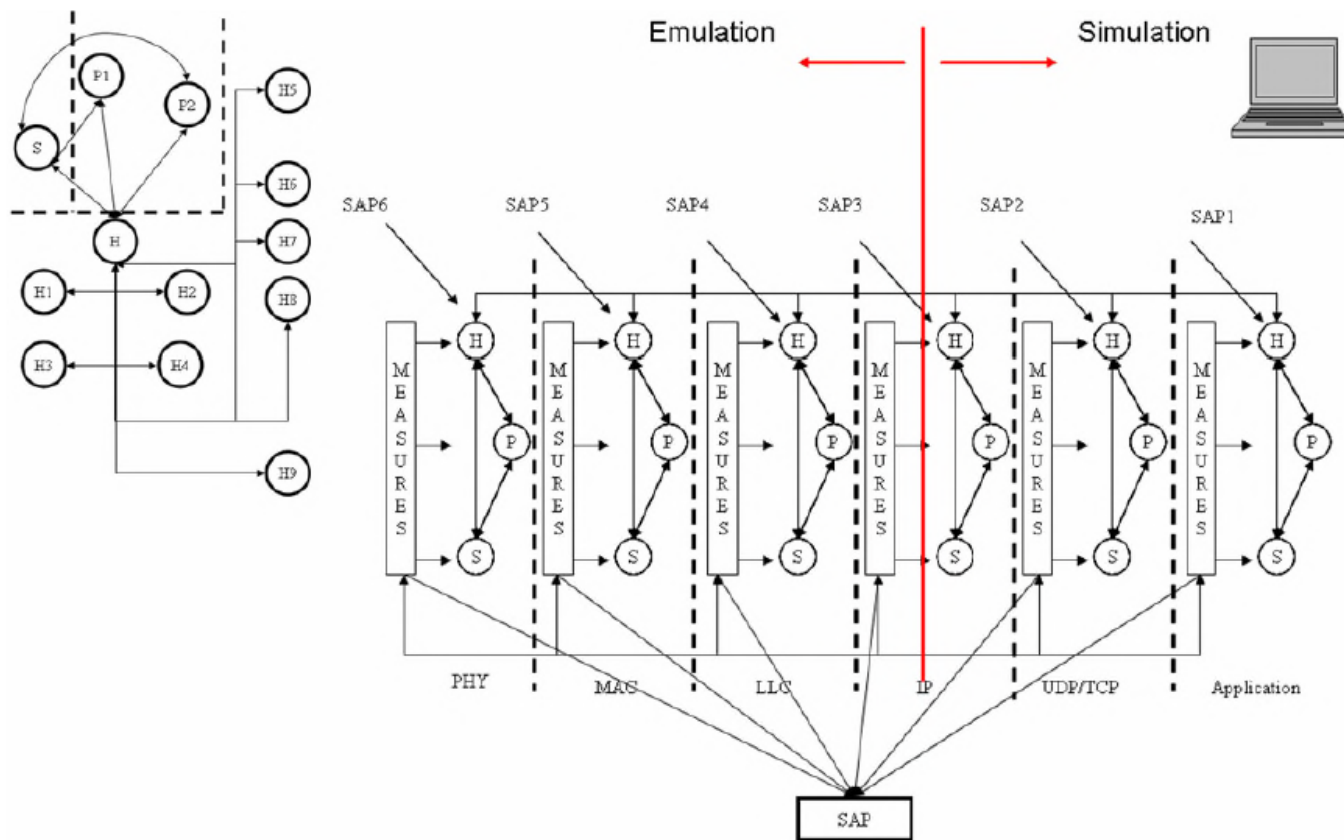 Emulation
Simulation
P1
P2
S
H
H5
H6
H7
H8
H1
H2
H3
H4
H9
SAP6
SAP5
SAP4
SAP3
SAP2
SAP1
MEASURES
H
P
S
MEASURES
H
P
S
MEASURES
H
P
S
MEASURES
H
P
S
MEASURES
H
P
S
MEASURES
H
P
S
PHY
MAC
LLC
IP
UDP/TCP
Application
SAP